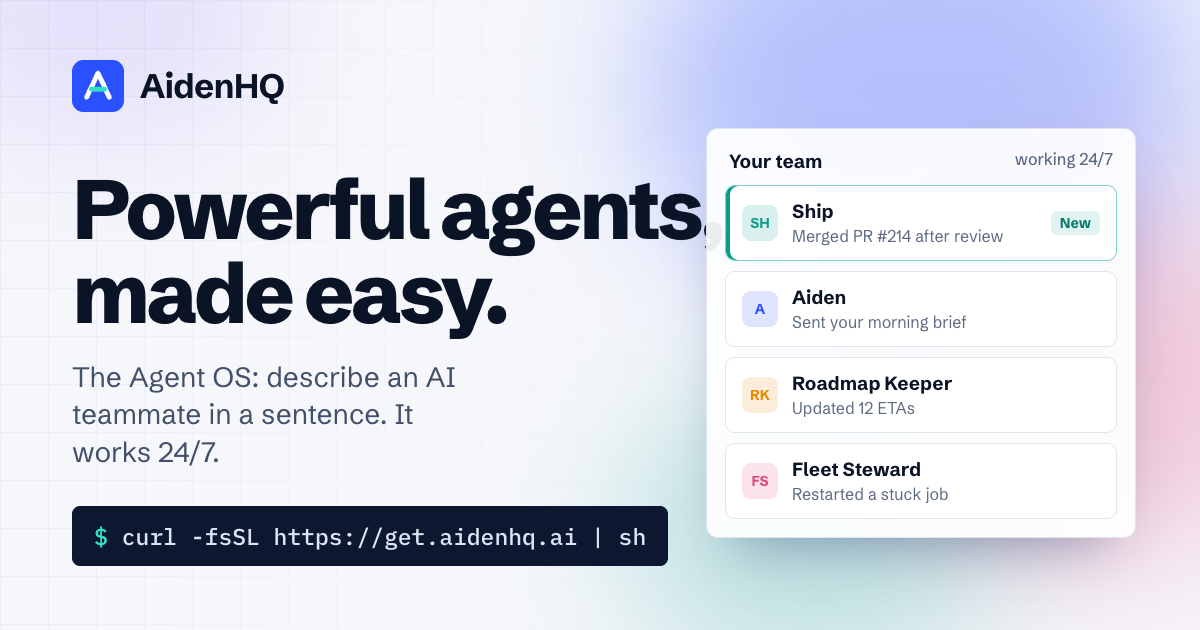 AidenHQ
Powerful agents,
made easy.
The Agent OS: describe an AI
teammate in a sentence. It
works 24/7.
$ curl -fsSL https://get.aidenhq.ai | sh
Your team
working 24/7
SH
Ship
Merged PR #214 after review
New
A
Aiden
Sent your morning brief
RK
Roadmap Keeper
Updated 12 ETAs
FS
Fleet Steward
Restarted a stuck job